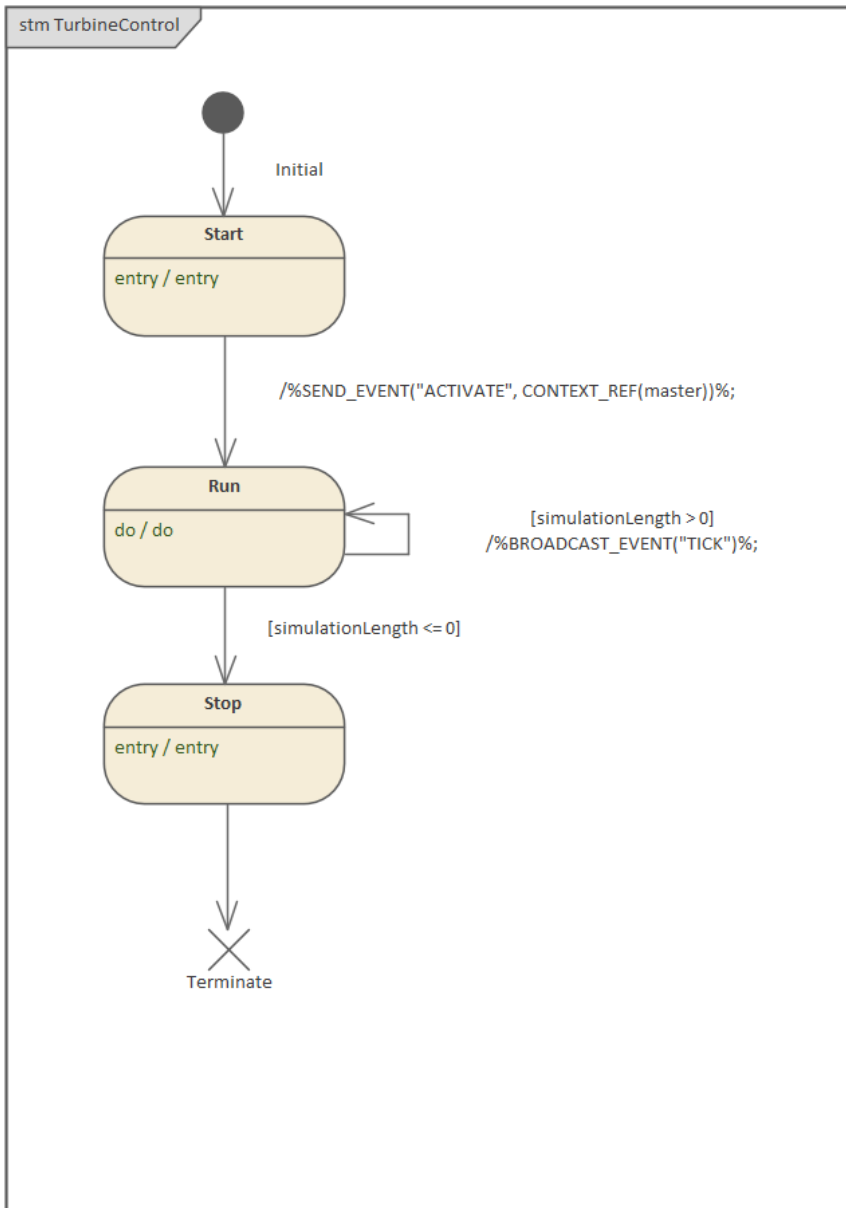 stm TurbineControl
Initial
Start
entry / entry
/%SEND_EVENT("ACTIVATE", CONTEXT_REF(master))%;
Run
do / do
[simulationLength > 0]
/%BROADCAST_EVENT("TICK")%;
[simulationLength <= 0]
Stop
entry / entry
Terminate